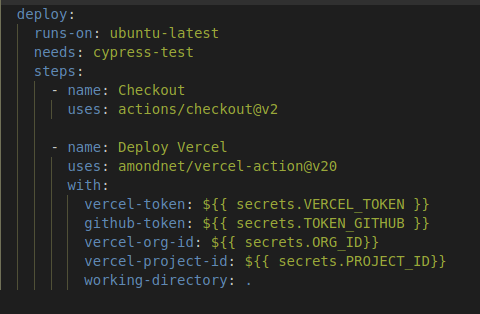 deploy:
runs-on: ubuntu-latest
needs: cypress-test
steps:
- name: Checkout
uses: actions/checkout@v2
- name: Deploy Vercel
uses: amondnet/vercel-action@v20
with:
vercel-token: ${{ secrets.VERCEL_TOKEN }}
github-token: ${{ secrets.TOKEN_GITHUB }}
vercel-org-id: ${{ secrets.ORG_ID}}
vercel-project-id: ${{ secrets.PROJECT_ID}}
working-directory: .